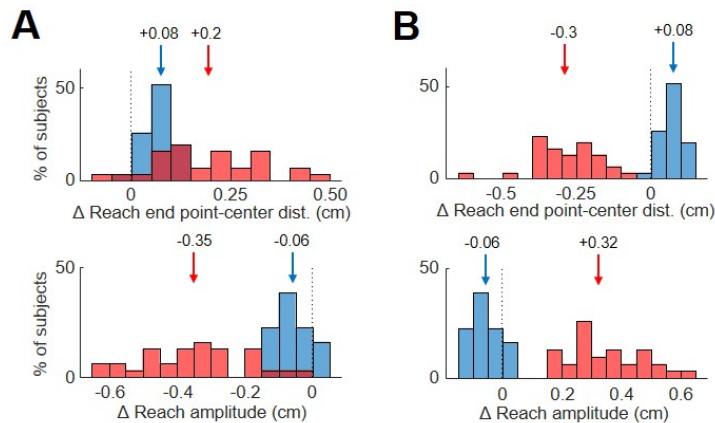 A
+0.08 +0.2
% of subjects
50
0
0 0.25 0.50
Δ Reach end point-center dist. (cm)
-0.35 -0.06
% of subjects
50
0
-0.6 -0.4 -0.2 0
Δ Reach amplitude (cm)
B
-0.3 +0.08
50
0
-0.5 -0.25 0
Δ Reach end point-center dist. (cm)
-0.06 +0.32
50
0
0 0.2 0.4 0.6
Δ Reach amplitude (cm)